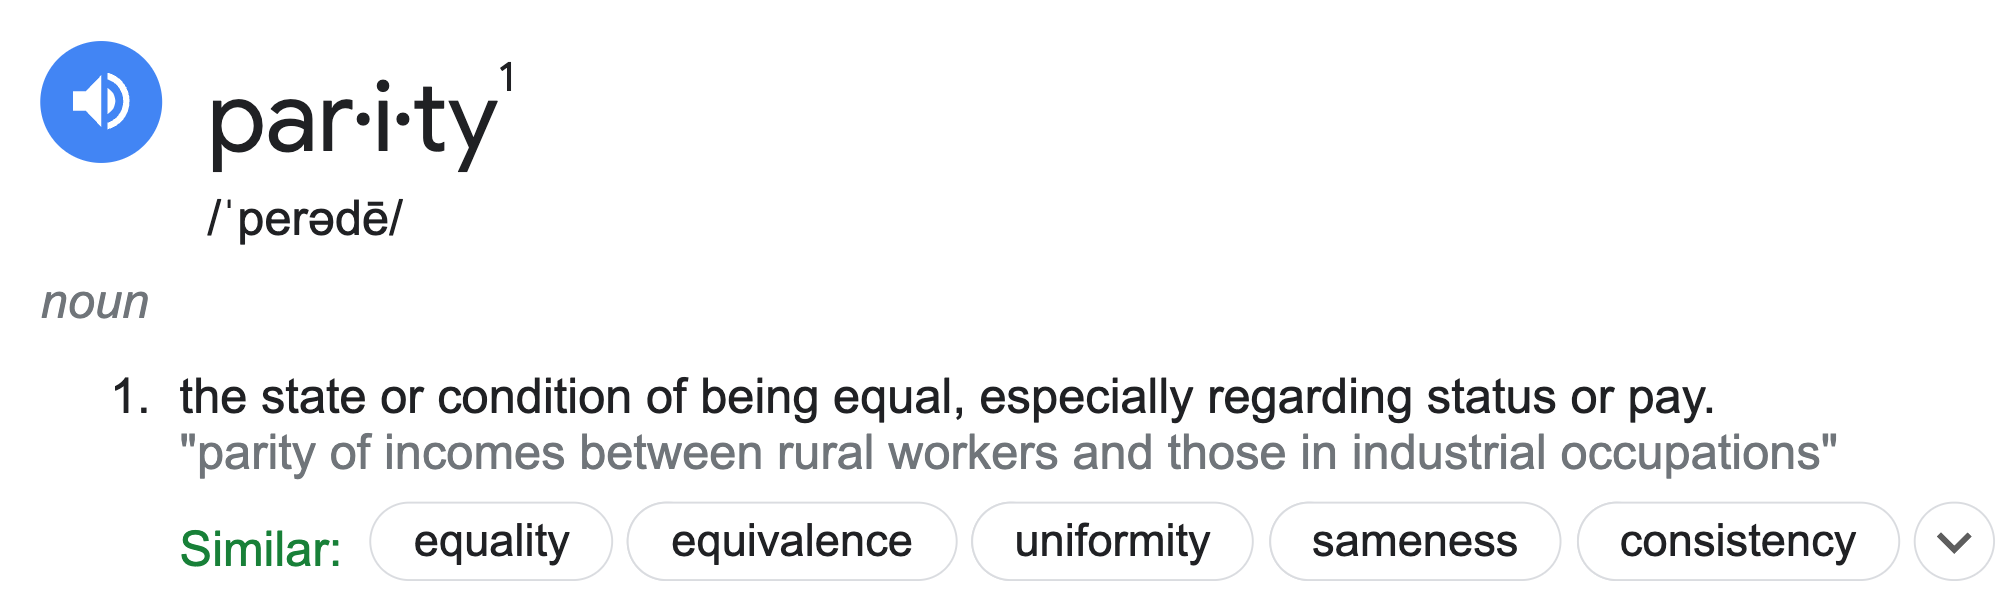 par·i·ty¹
/ˈperədē/
noun
1. the state or condition of being equal, especially regarding status or pay.
"parity of incomes between rural workers and those in industrial occupations"
Similar: equality equivalence uniformity sameness consistency